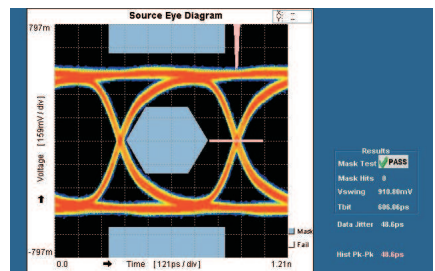 Source Eye Diagram
X: --
Y: --
797m
Voltage [159mV / div]
-797m
0.0
Time [121ps / div]
1.21n
Mask
Fail
Results
Mask Test PASS
Mask Hits 0
Vswing 910.80mV
Tbit 606.06ps
Data Jitter 48.6ps
Hist Pk-Pk 48.6ps